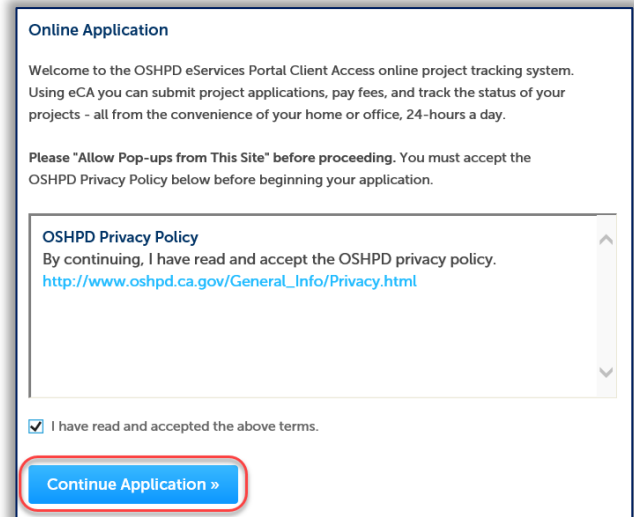 Online Application
Welcome to the OSHPD eServices Portal Client Access online project tracking system.
Using eCA you can submit project applications, pay fees, and track the status of your
projects - all from the convenience of your home or office, 24-hours a day.
Please "Allow Pop-ups from This Site" before proceeding. You must accept the
OSHPD Privacy Policy below before beginning your application.
OSHPD Privacy Policy
By continuing, I have read and accept the OSHPD privacy policy.
http://www.oshpd.ca.gov/General_Info/Privacy.html
I have read and accepted the above terms.
Continue Application »